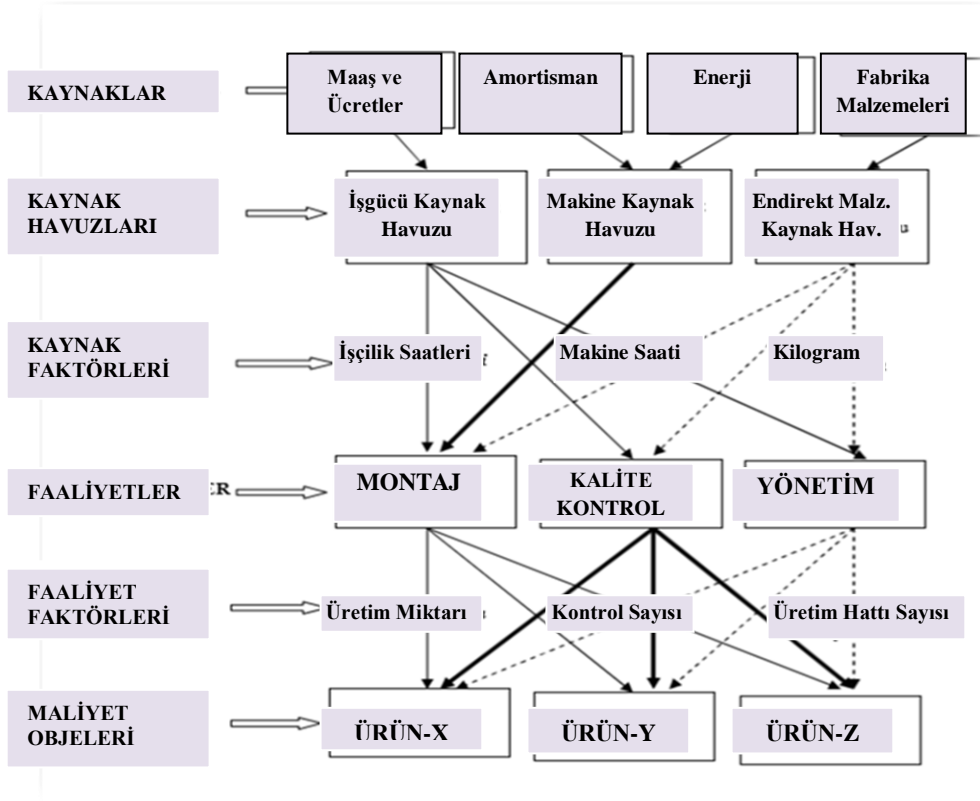 KAYNAKLAR
Maaş ve
Ücretler
Amortisman
Enerji
Fabrika
Malzemeleri
KAYNAK
HAVUZLARI
İşgücü Kaynak
Havuzu
Makine Kaynak
Havuzu
Endirekt Malz.
Kaynak Hav.
KAYNAK
FAKTÖRLERİ
İşçilik Saatleri
Makine Saati
Kilogram
FAALİYETLER
MONTAJ
KALİTE
KONTROL
YÖNETİM
FAALİYET
FAKTÖRLERİ
Üretim Miktarı
Kontrol Sayısı
Üretim Hattı Sayısı
MALİYET
OBJELERİ
ÜRÜN-X
ÜRÜN-Y
ÜRÜN-Z